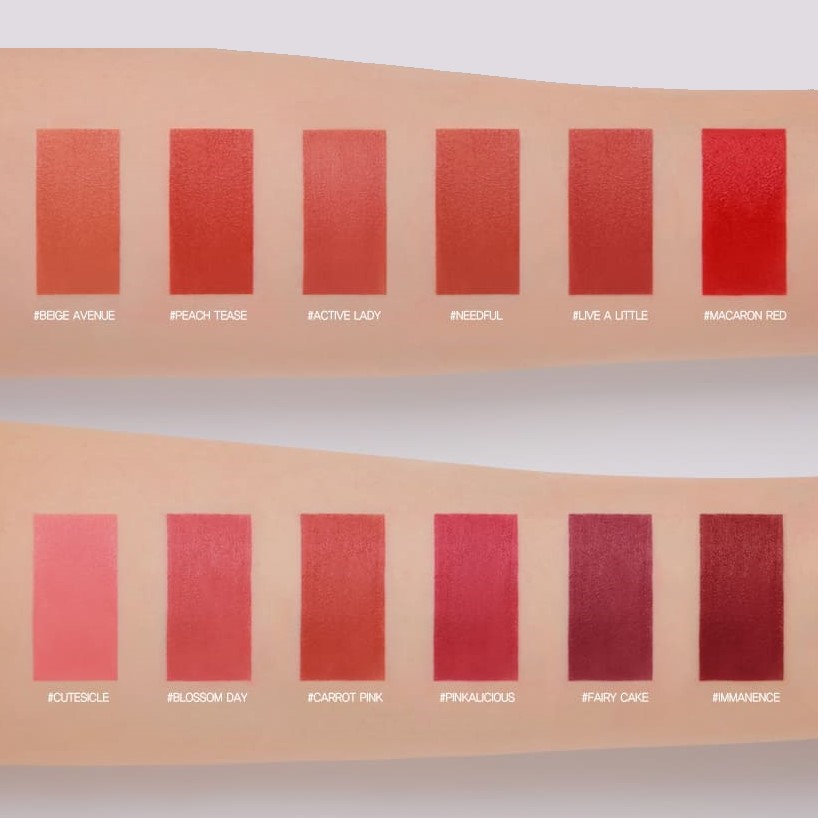 #BEIGE AVENUE
#PEACH TEASE
#ACTIVE LADY
#NEEDFUL
#LIVE A LITTLE
#MACARON RED
#CUTESICLE
#BLOSSOM DAY
#CARROT PINK
#PINKALICIOUS
#FAIRY CAKE
#IMMANENCE